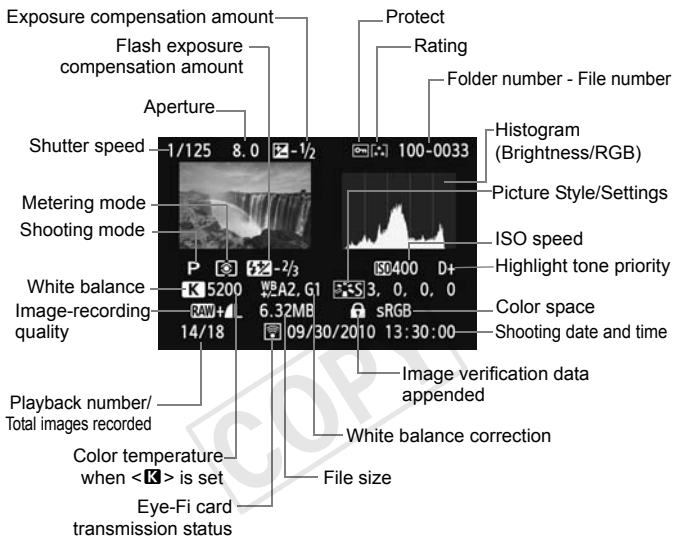 Exposure compensation amount
Protect
Flash exposure
compensation amount
Rating
Folder number - File number
Aperture
Histogram
(Brightness/RGB)
Shutter speed
1/125 8.0 -1/2 100-0033
Picture Style/Settings
Metering mode
Shooting mode
ISO speed
P -2/3 ISO400 D+
Highlight tone priority
White balance
K 5200 WB+/-A2, G1 S 3, 0, 0, 0
Image-recording
quality
RAW+L 6.32MB sRGB
Color space
14/18 09/30/2010 13:30:00
Shooting date and time
Image verification data
appended
Playback number/
Total images recorded
White balance correction
Color temperature
when <K> is set
File size
Eye-Fi card
transmission status
COPY